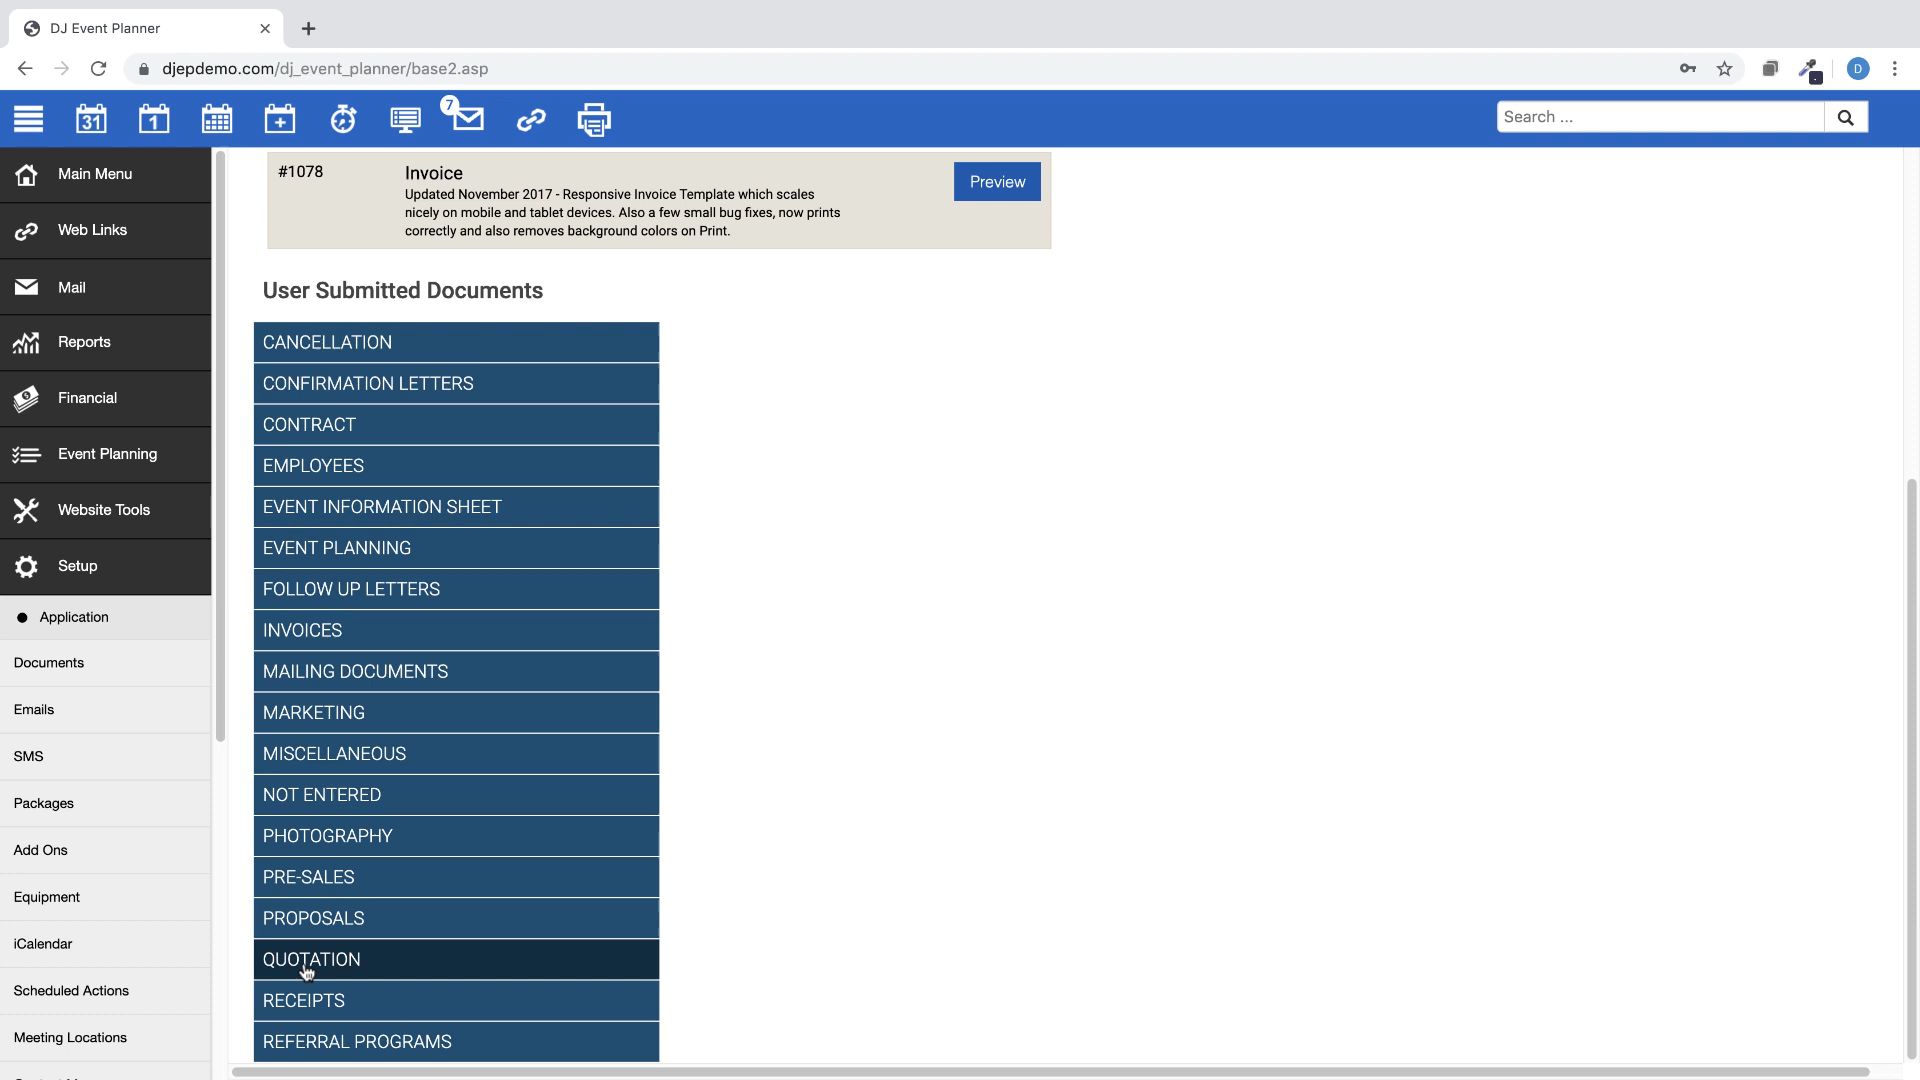 DJ Event Planner
djepdemo.com/dj_event_planner/base2.asp
D
31
1
7
Search ...
Main Menu
Web Links
Mail
Reports
Financial
Event Planning
Website Tools
Setup
Application
Documents
Emails
SMS
Packages
Add Ons
Equipment
iCalendar
Scheduled Actions
Meeting Locations
#1078
Invoice
Updated November 2017 - Responsive Invoice Template which scales
nicely on mobile and tablet devices. Also a few small bug fixes, now prints
correctly and also removes background colors on Print.
Preview
User Submitted Documents
CANCELLATION
CONFIRMATION LETTERS
CONTRACT
EMPLOYEES
EVENT INFORMATION SHEET
EVENT PLANNING
FOLLOW UP LETTERS
INVOICES
MAILING DOCUMENTS
MARKETING
MISCELLANEOUS
NOT ENTERED
PHOTOGRAPHY
PRE-SALES
PROPOSALS
QUOTATION
RECEIPTS
REFERRAL PROGRAMS